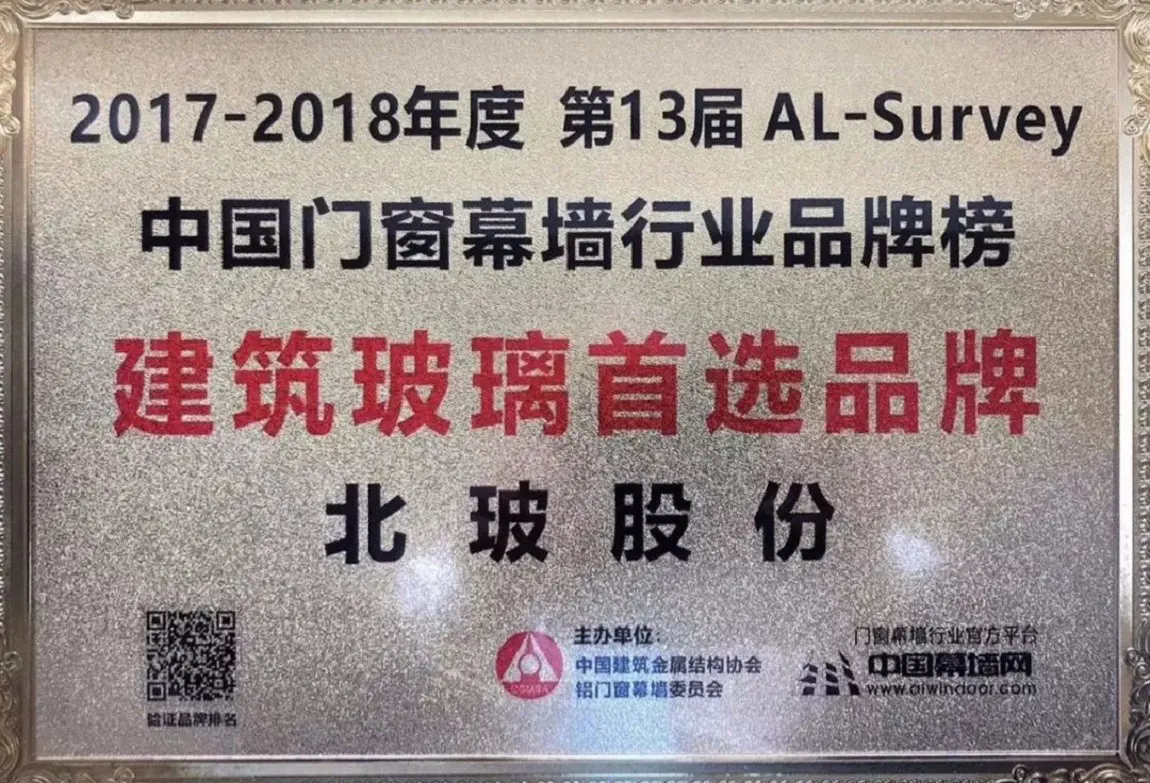 2017-2018年度 第13届 AL-Survey
中国门窗幕墙行业品牌榜
建筑玻璃首选品牌
北玻股份
验证品牌排名
主办单位：
中国建筑金属结构协会
铝门窗幕墙委员会
门窗幕墙行业官方平台
中国幕墙网
www.alwindoor.com